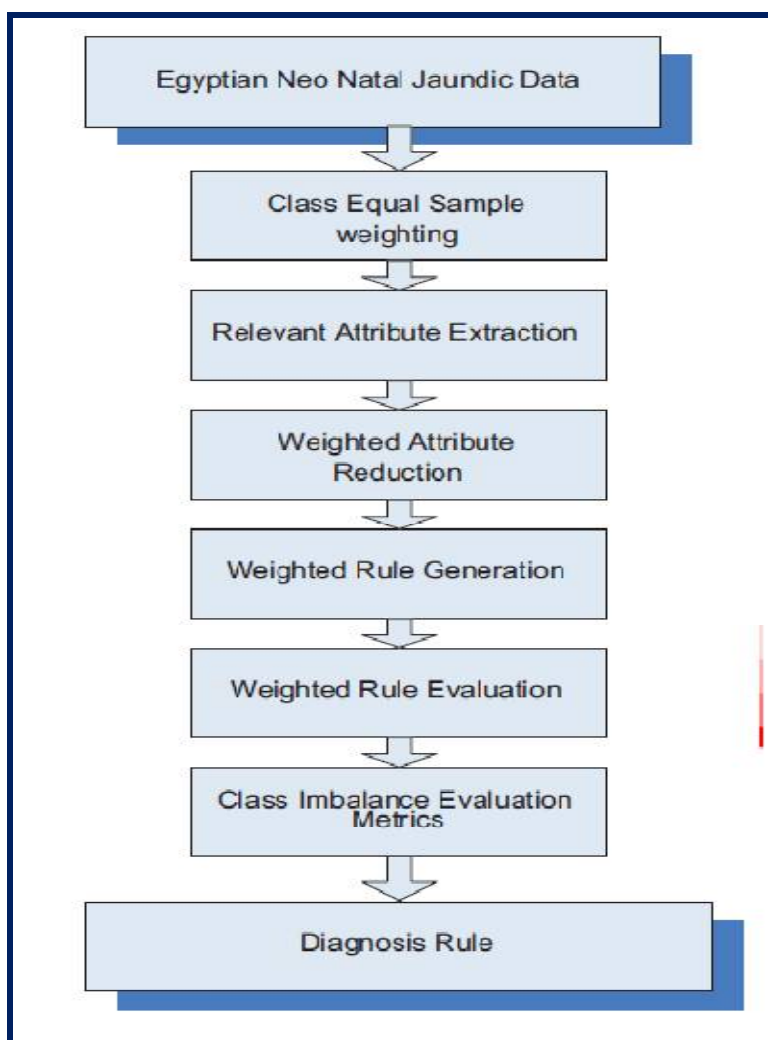 Egyptian Neo Natal Jaundic Data
Class Equal Sample
weighting
Relevant Attribute Extraction
Weighted Attribute
Reduction
Weighted Rule Generation
Weighted Rule Evaluation
Class Imbalance Evaluation
Metrics
Diagnosis Rule